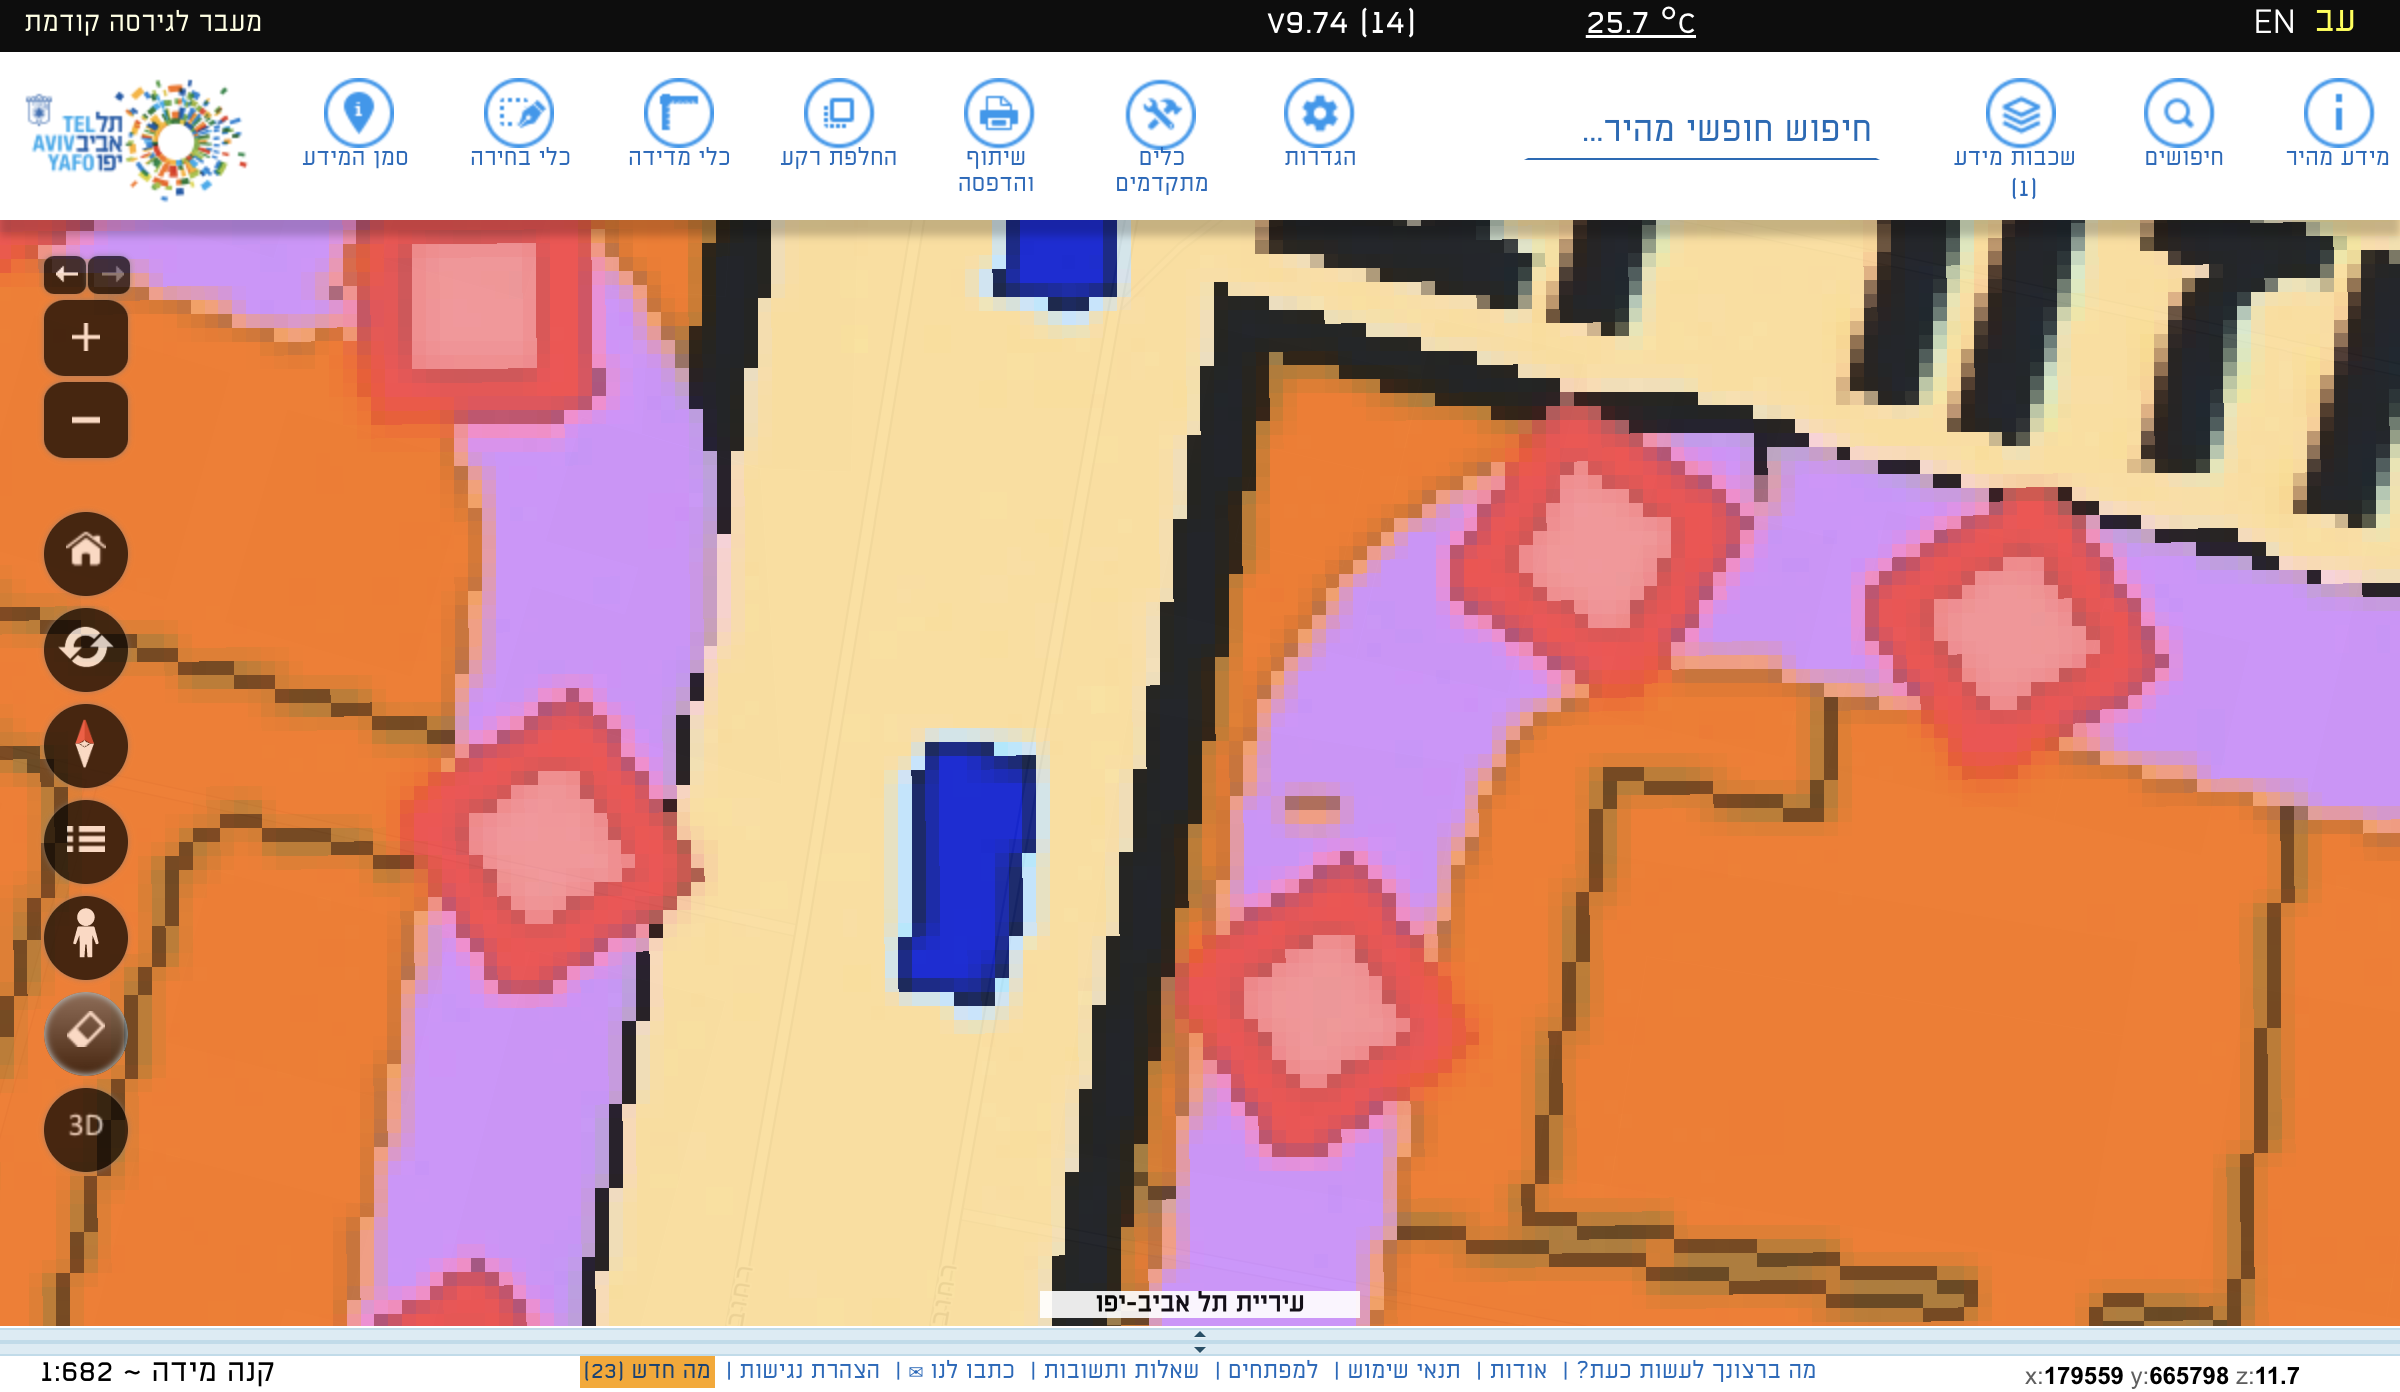 עב EN 25.7 °C V9.74 (14) מעבר לגירסה קודמת
מידע מהיר
חיפושים
שכבות מידע
(1)
חיפוש חופשי מהיר...
הגדרות
כלים
מתקדמים
שיתוף
והדפסה
החלפת רקע
כלי מדידה
כלי בחירה
סמן המידע
תל TEL
אביב AVIV
יפו YAFO
3D
רחוב
רחוב
עיריית תל אביב-יפו
x:179559 y:665798 z:11.7
מה ברצונך לעשות כעת? | אודות | תנאי שימוש | למפתחים | שאלות ותשובות | כתבו לנו ✉ | הצהרת נגישות | מה חדש (23)
קנה מידה ~ 1:682